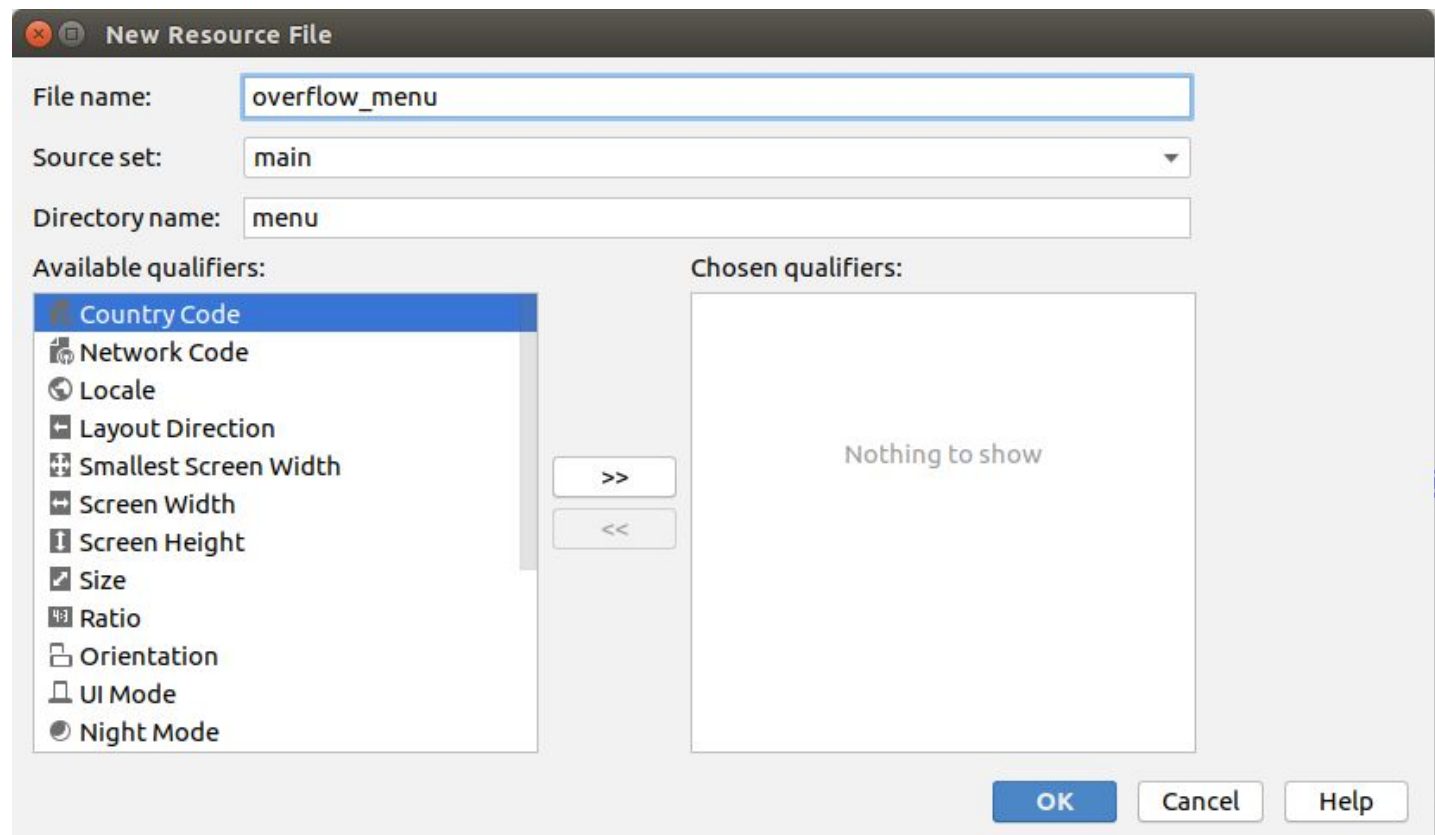 New Resource File
File name: overflow_menu
Source set: main
Directory name: menu
Available qualifiers:
Chosen qualifiers:
Country Code
Network Code
Locale
Layout Direction
Smallest Screen Width
Screen Width
Screen Height
Size
4:3 Ratio
Orientation
UI Mode
Night Mode
>>
<<
Nothing to show
OK Cancel Help